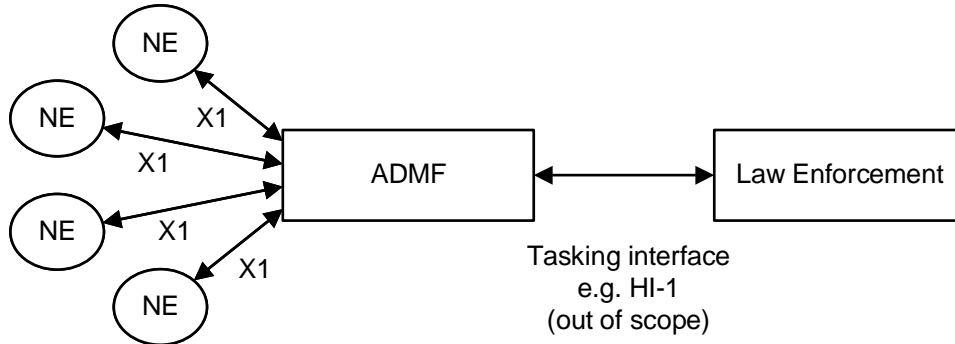 NE
X1
NE
X1
ADMF
Law Enforcement
NE
X1
X1
NE
Tasking interface
e.g. HI-1
(out of scope)